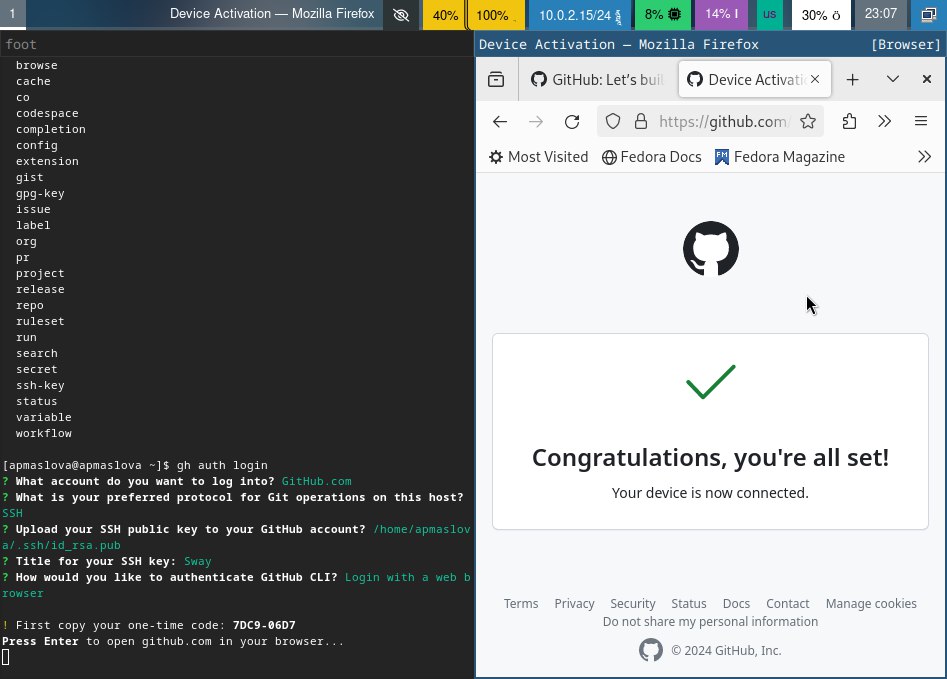 1
Device Activation — Mozilla Firefox
40%
100%
10.0.2.15/24
8%
14%
us
30%
23:07
foot
browse
cache
co
codespace
completion
config
extension
gist
gpg-key
issue
label
org
pr
project
release
repo
ruleset
run
search
secret
ssh-key
status
variable
workflow
[apmaslova@apmaslova ~]$ gh auth login
? What account do you want to log into? GitHub.com
? What is your preferred protocol for Git operations on this host?
SSH
? Upload your SSH public key to your GitHub account? /home/apmaslov
a/.ssh/id_rsa.pub
? Title for your SSH key: Sway
? How would you like to authenticate GitHub CLI? Login with a web b
rowser
! First copy your one-time code: 7DC9-06D7
Press Enter to open github.com in your browser...
Device Activation — Mozilla Firefox [Browser]
GitHub: Let’s buil
Device Activatio
https://github.com
Most Visited
Fedora Docs
Fedora Magazine
Congratulations, you're all set!
Your device is now connected.
Terms Privacy Security Status Docs Contact Manage cookies
Do not share my personal information
© 2024 GitHub, Inc.